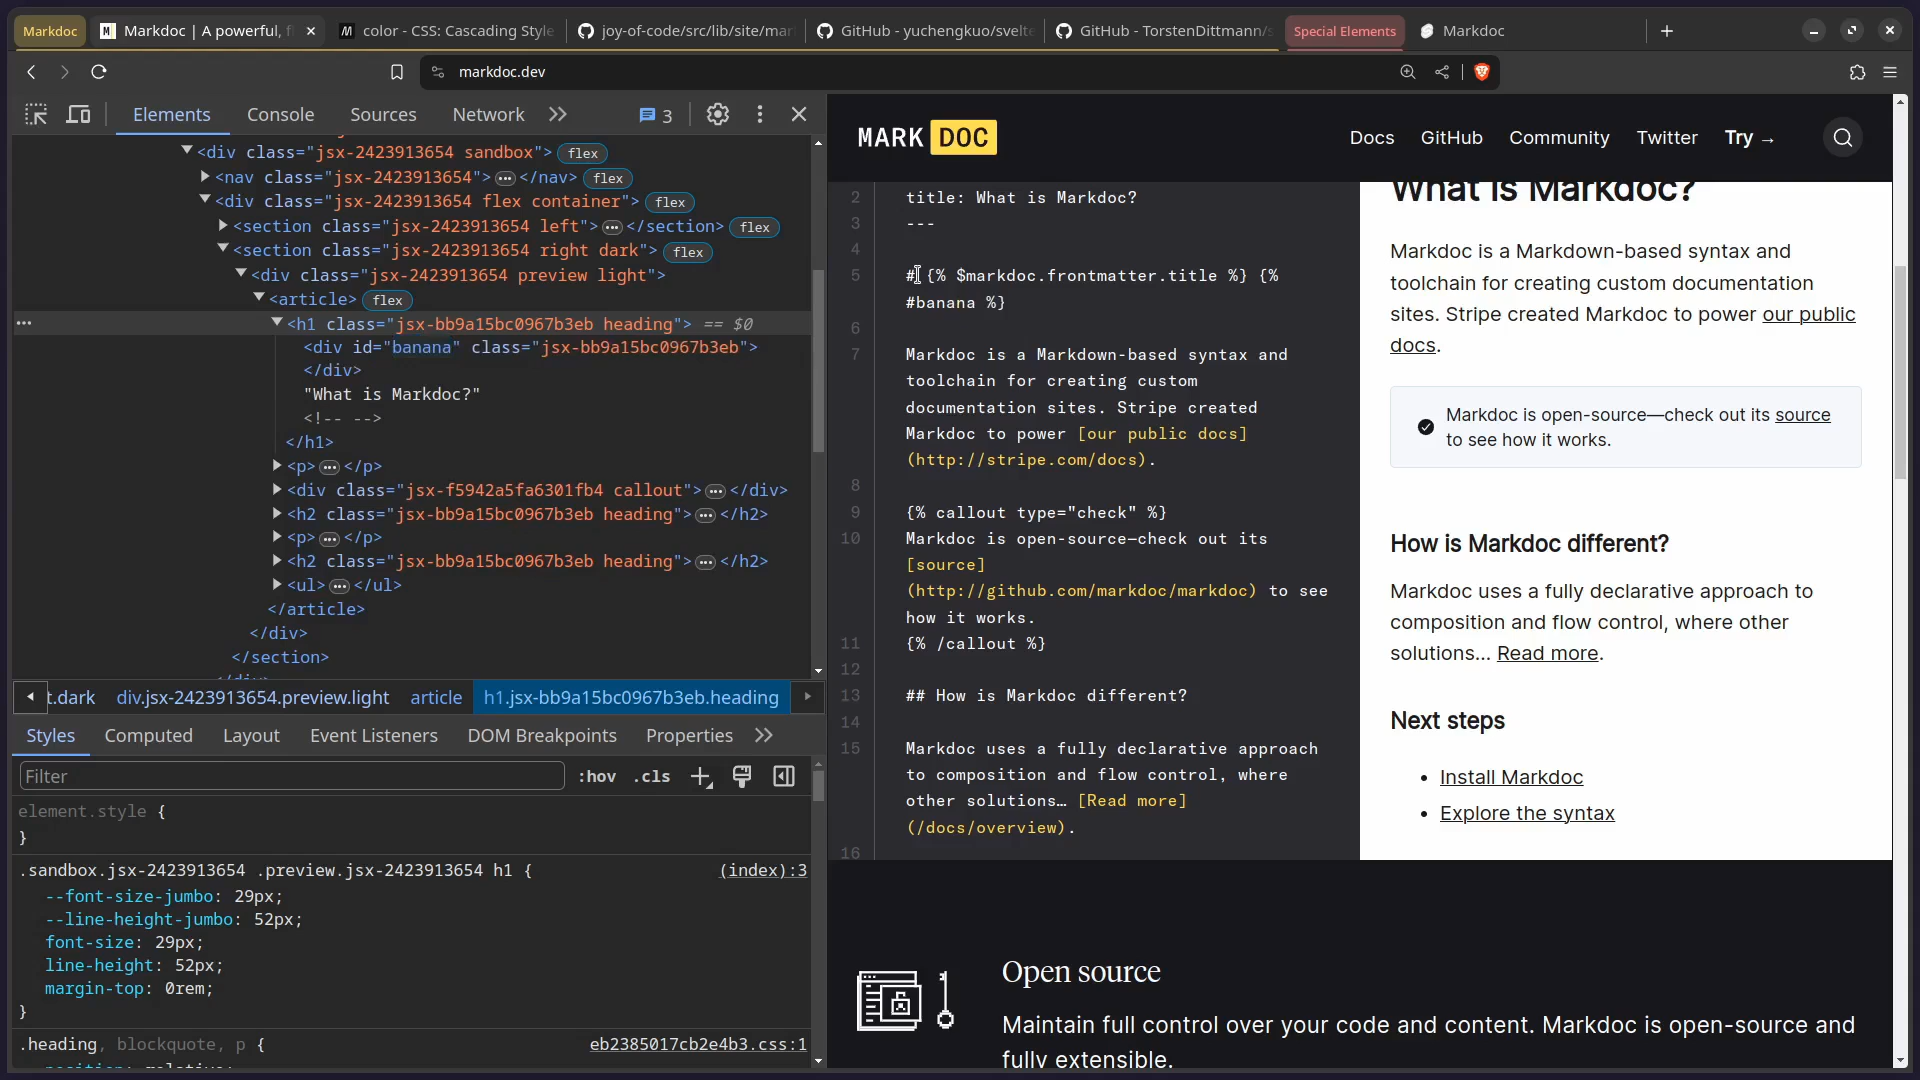 Markdoc
Markdoc | A powerful, f
color - CSS: Cascading Style
joy-of-code/src/lib/site/mar
GitHub - yuchengkuo/svelte
GitHub - TorstenDittmann/s
Special Elements
Markdoc
markdoc.dev
Elements
Console
Sources
Network
3
<div class="jsx-2423913654 sandbox"> flex
<nav class="jsx-2423913654"> … </nav> flex
<div class="jsx-2423913654 flex container"> flex
<section class="jsx-2423913654 left"> … </section> flex
<section class="jsx-2423913654 right dark"> flex
<div class="jsx-2423913654 preview light">
<article> flex
… <h1 class="jsx-bb9a15bc0967b3eb heading"> == $0
<div id="banana" class="jsx-bb9a15bc0967b3eb">
</div>
"What is Markdoc?"
<!-- -->
</h1>
<p> … </p>
<div class="jsx-f5942a5fa6301fb4 callout"> … </div>
<h2 class="jsx-bb9a15bc0967b3eb heading"> … </h2>
<p> … </p>
<h2 class="jsx-bb9a15bc0967b3eb heading"> … </h2>
<ul> … </ul>
</article>
</div>
</section>
t.dark
div.jsx-2423913654.preview.light
article
h1.jsx-bb9a15bc0967b3eb.heading
Styles
Computed
Layout
Event Listeners
DOM Breakpoints
Properties
Filter
:hov
.cls
element.style {
}
.sandbox.jsx-2423913654 .preview.jsx-2423913654 h1 {
(index):3
--font-size-jumbo: 29px;
--line-height-jumbo: 52px;
font-size: 29px;
line-height: 52px;
margin-top: 0rem;
}
.heading, blockquote, p {
eb2385017cb2e4b3.css:1
position: relative;
MARKDOC
Docs
GitHub
Community
Twitter
Try →
2 title: What is Markdoc?
3 ---
4
5 # {% $markdoc.frontmatter.title %} {%
#banana %}
6
7 Markdoc is a Markdown-based syntax and
toolchain for creating custom
documentation sites. Stripe created
Markdoc to power [our public docs]
(http://stripe.com/docs).
8
9 {% callout type="check" %}
10 Markdoc is open-source—check out its
[source]
(http://github.com/markdoc/markdoc) to see
how it works.
11 {% /callout %}
12
13 ## How is Markdoc different?
14
15 Markdoc uses a fully declarative approach
to composition and flow control, where
other solutions… [Read more]
(/docs/overview).
16
What is Markdoc?
Markdoc is a Markdown-based syntax and
toolchain for creating custom documentation
sites. Stripe created Markdoc to power our public
docs.
Markdoc is open-source—check out its source
to see how it works.
How is Markdoc different?
Markdoc uses a fully declarative approach to
composition and flow control, where other
solutions… Read more.
Next steps
• Install Markdoc
• Explore the syntax
Open source
Maintain full control over your code and content. Markdoc is open-source and
fully extensible.